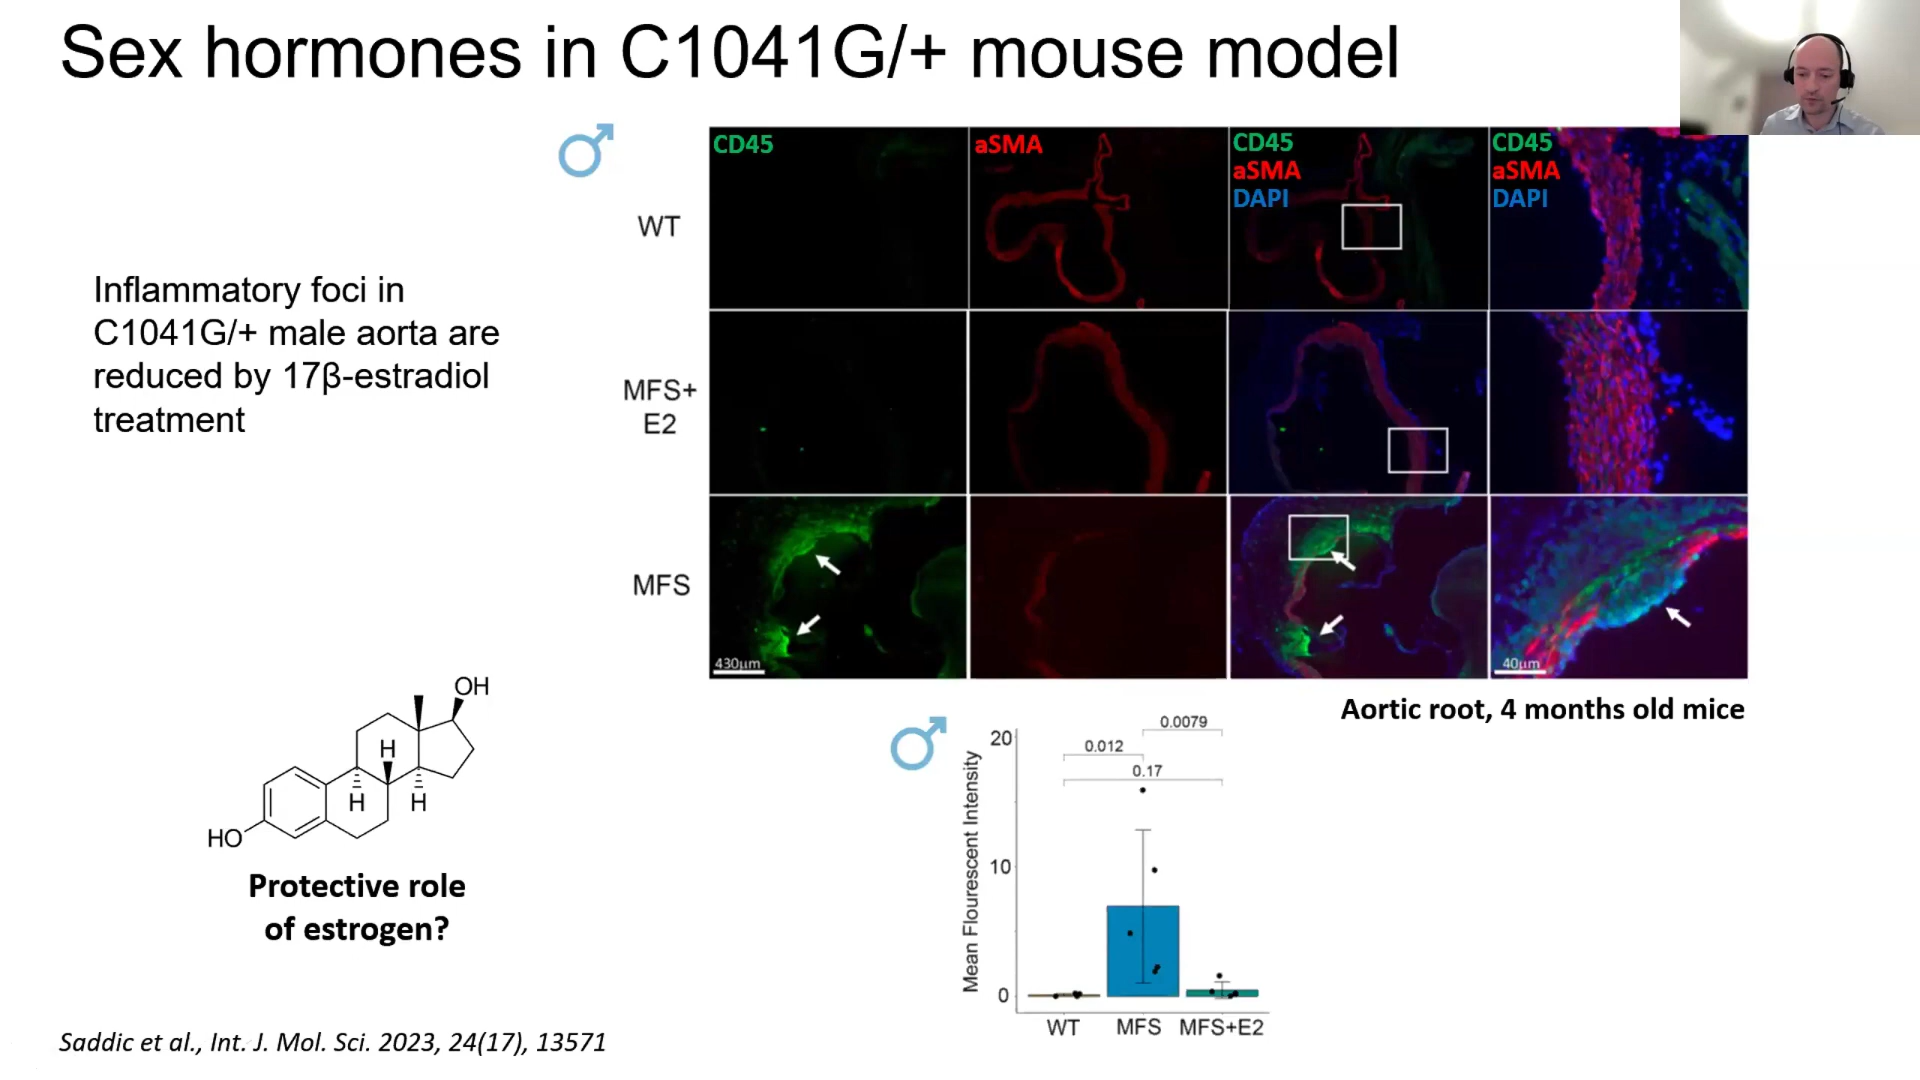 Sex hormones in C1041G/+ mouse model
Inflammatory foci in
C1041G/+ male aorta are
reduced by 17β-estradiol
treatment
CD45
aSMA
CD45
aSMA
DAPI
CD45
aSMA
DAPI
WT
MFS+
E2
MFS
430µm
40µm
Aortic root, 4 months old mice
OH
H
H
H
HO
Protective role
of estrogen?
Mean Flourescent Intensity
20
10
0
0.0079
0.012
0.17
WT
MFS
MFS+E2
Saddic et al., Int. J. Mol. Sci. 2023, 24(17), 13571